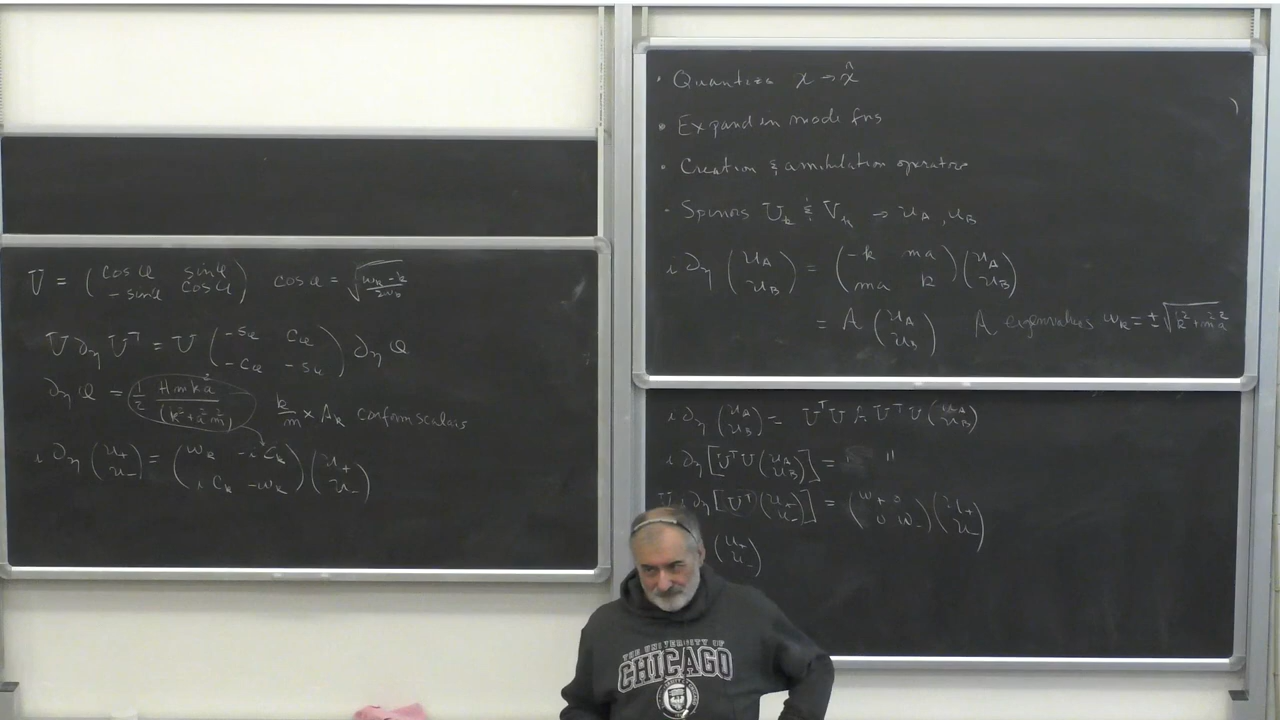 • Quantize χ → χ̂
• Expand in mode fns
• Creation & annihilation operators
• Spinors U_k & V_k → u_A, u_B
i ∂_η (u_A u_B) = (-k ma ma k) (u_A u_B)
= A (u_A u_B) A eigenvalues ω_k = ± √(k² + m²a²)
i ∂_η (u_A u_B) = U^T U A U^T U (u_A u_B)
i ∂_η [U^T U (u_A u_B)] = "
U i ∂_η [U^T (u_+ u_-)] = (ω_+ 0 0 ω_-) (u_+ u_-)
(u_+ u_-)
U = (cos φ sin φ - sin φ cos φ) cos φ = √
U ∂_η U^T = U (-s_φ c_φ -c_φ -s_φ) ∂_η φ
∂_η φ = 1/2 H m k a² / (k² + a² m²) k/m × A_k conform scalars
i ∂_η (u_+ u_-) = (ω_k -i C_k i C_k -ω_k) (u_+ u_-)
THE UNIVERSITY OF
CHICAGO